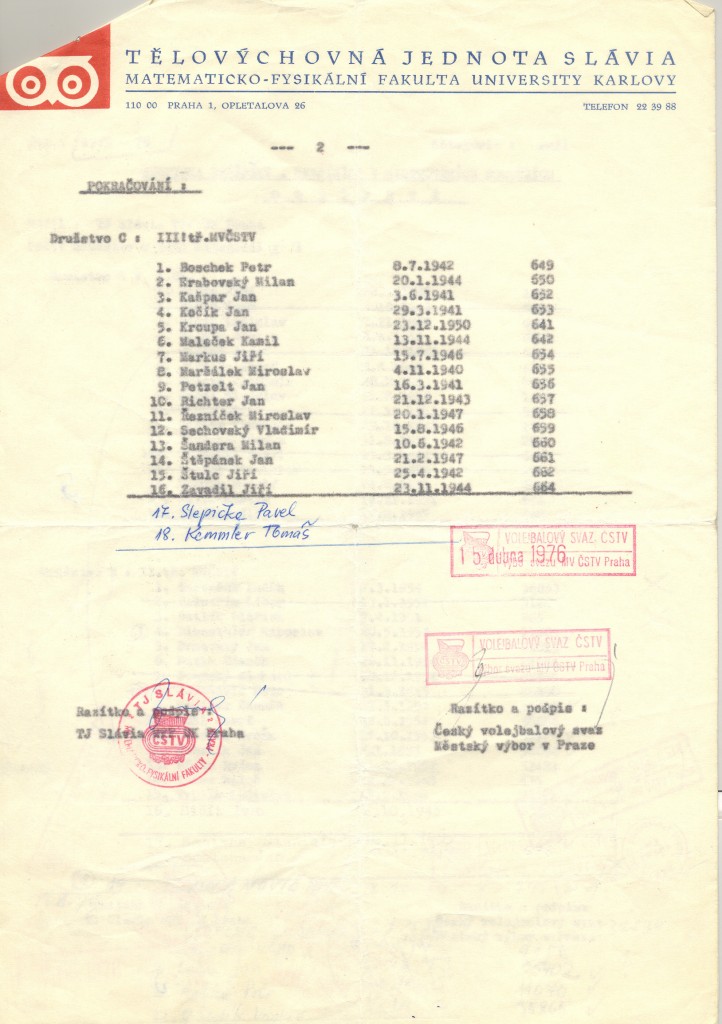 TĚLOVÝCHOVNÁ JEDNOTA SLÁVIA
MATEMATICKO-FYSIKÁLNÍ FAKULTA UNIVERSITY KARLOVY
110 00 PRAHA 1, OPLETALOVA 26 TELEFON 22 39 88
--- 2 ---
POKRAČOVÁNÍ :
Družstvo C : III.tř.MVČSTV
1. Boschek Petr 8.7.1942 649
2. Hrabovský Milan 20.1.1944 650
3. Kašpar Jan 3.6.1941 652
4. Kočík Jan 29.3.1941 653
5. Kroupa Jan 23.12.1950 641
6. Maleček Kamil 13.11.1944 642
7. Markus Jiří 15.7.1946 654
8. Maršálek Miroslav 4.11.1940 655
9. Petzelt Jan 16.3.1941 656
10. Richter Jan 21.12.1943 657
11. Řezníček Miroslav 20.1.1947 658
12. Sechovský Vladimír 15.8.1946 659
13. Šandera Milan 10.6.1942 660
14. Štěpánek Jan 21.2.1947 661
15. Štulc Jiří 25.4.1942 662
16. Zavadil Jiří 23.11.1944 664
17. Slepička Pavel
18. Kemmler Tomáš
VOLEJBALOVÝ SVAZ ČSTV
15 dubna 1976
svazu MV ČSTV Praha
VOLEJBALOVÝ SVAZ ČSTV
ČSTV
výbor svazu MV ČSTV Praha
Razítko a podpis :
TJ Slávia MFF UK Praha
TJ SLÁVIA
ČSTV
FYSIKÁLNÍ FAKULTY
Razítko a podpis :
Český volejbalový svaz
Městský výbor v Praze